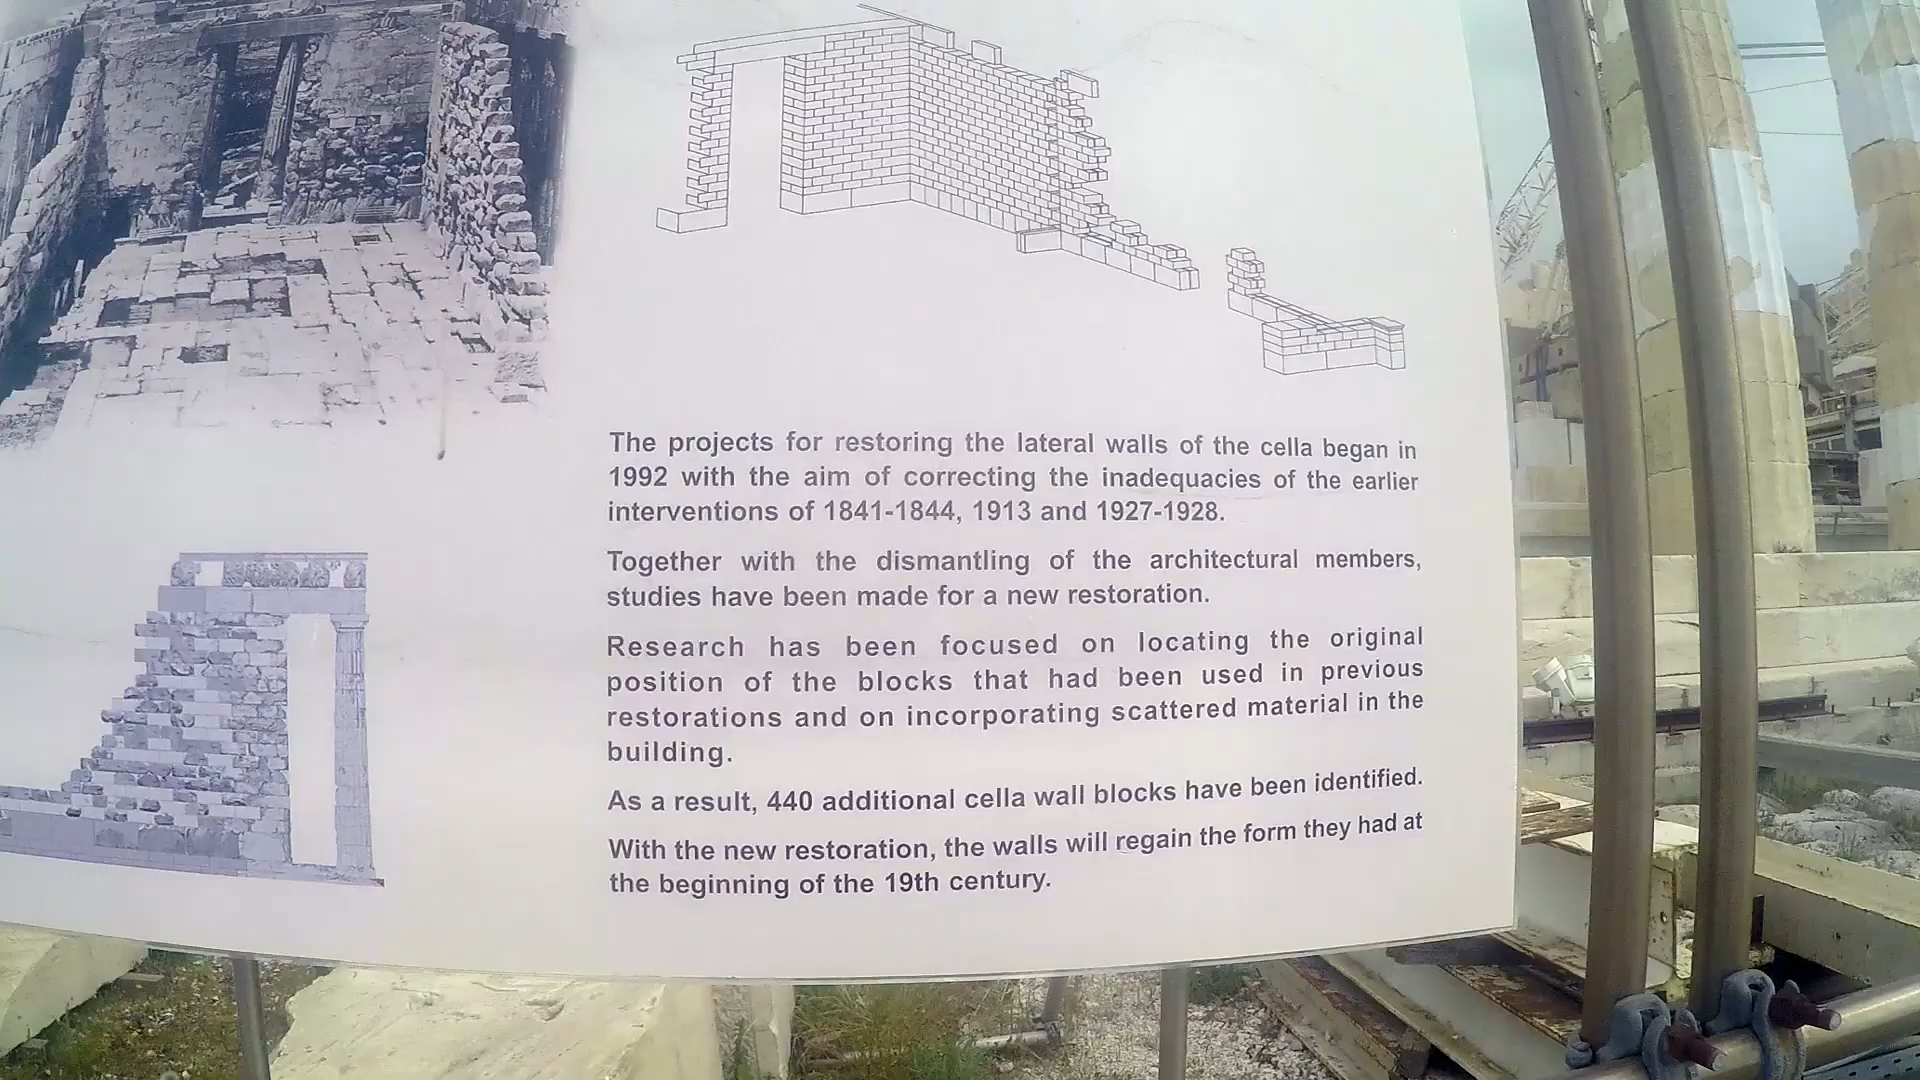 The projects for restoring the lateral walls of the cella began in
1992 with the aim of correcting the inadequacies of the earlier
interventions of 1841-1844, 1913 and 1927-1928.
Together with the dismantling of the architectural members,
studies have been made for a new restoration.
Research has been focused on locating the original
position of the blocks that had been used in previous
restorations and on incorporating scattered material in the
building.
As a result, 440 additional cella wall blocks have been identified.
With the new restoration, the walls will regain the form they had at
the beginning of the 19th century.